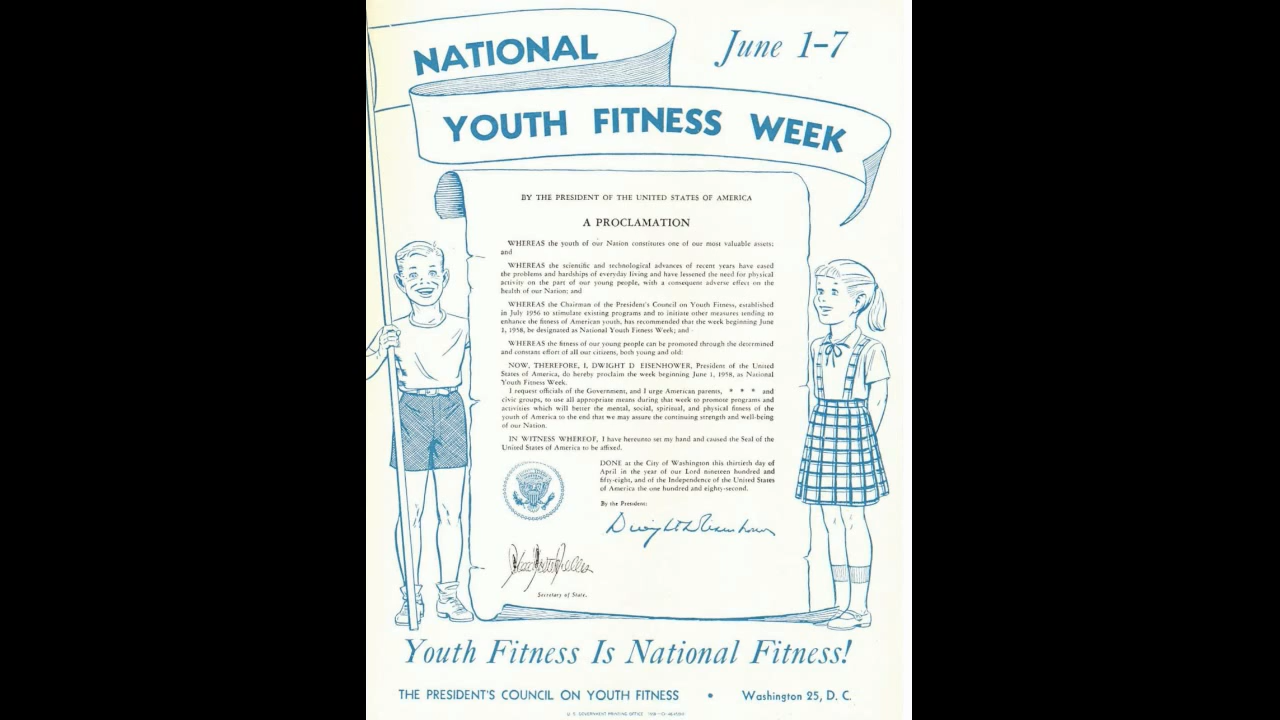 NATIONAL
June 1-7
YOUTH FITNESS WEEK
BY THE PRESIDENT OF THE UNITED STATES OF AMERICA
A PROCLAMATION
WHEREAS the youth of our Nation constitutes one of our most valuable assets;
and
WHEREAS the scientific and technological advances of recent years have eased
the problems and hardships of everyday living and have lessened the need for physical
activity on the part of our young people, with a consequent adverse effect on the
health of our Nation; and
WHEREAS the Chairman of the President's Council on Youth Fitness, established
in July 1956 to stimulate existing programs and to initiate other measures tending to
enhance the fitness of American youth, has recommended that the week beginning June
1, 1958, be designated as National Youth Fitness Week; and
WHEREAS the fitness of our young people can be promoted through the determined
and constant effort of all our citizens, both young and old:
NOW, THEREFORE, I, DWIGHT D. EISENHOWER, President of the United
States of America, do hereby proclaim the week beginning June 1, 1958, as National
Youth Fitness Week.
I request officials of the Government, and I urge American parents, * * * and
civic groups, to use all appropriate means during that week to promote programs and
activities which will better the mental, social, spiritual, and physical fitness of the
youth of America to the end that we may assure the continuing strength and well-being
of our Nation.
IN WITNESS WHEREOF, I have hereunto set my hand and caused the Seal of the
United States of America to be affixed.
DONE at the City of Washington this thirtieth day of
April in the year of our Lord nineteen hundred and
fifty-eight, and of the Independence of the United States
of America the one hundred and eighty-second.
By the President:
Dwight D Eisenhower
John Foster Dulles
Secretary of State.
Youth Fitness Is National Fitness!
THE PRESIDENT'S COUNCIL ON YOUTH FITNESS • Washington 25, D. C.
U. S. GOVERNMENT PRINTING OFFICE